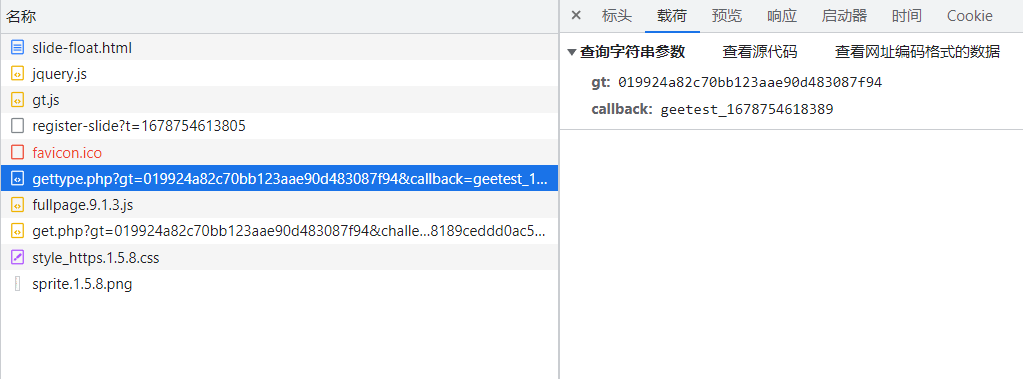 名称
slide-float.html
jquery.js
gt.js
register-slide?t=1678754613805
favicon.ico
gettype.php?gt=019924a82c70bb123aae90d483087f94&callback=geetest_1...
fullpage.9.1.3.js
get.php?gt=019924a82c70bb123aae90d483087f94&challe...8189ceddd0ac5...
style_https.1.5.8.css
sprite.1.5.8.png
× 标头 载荷 预览 响应 启动器 时间 Cookie
▼查询字符串参数 查看源代码 查看网址编码格式的数据
gt: 019924a82c70bb123aae90d483087f94
callback: geetest_1678754618389